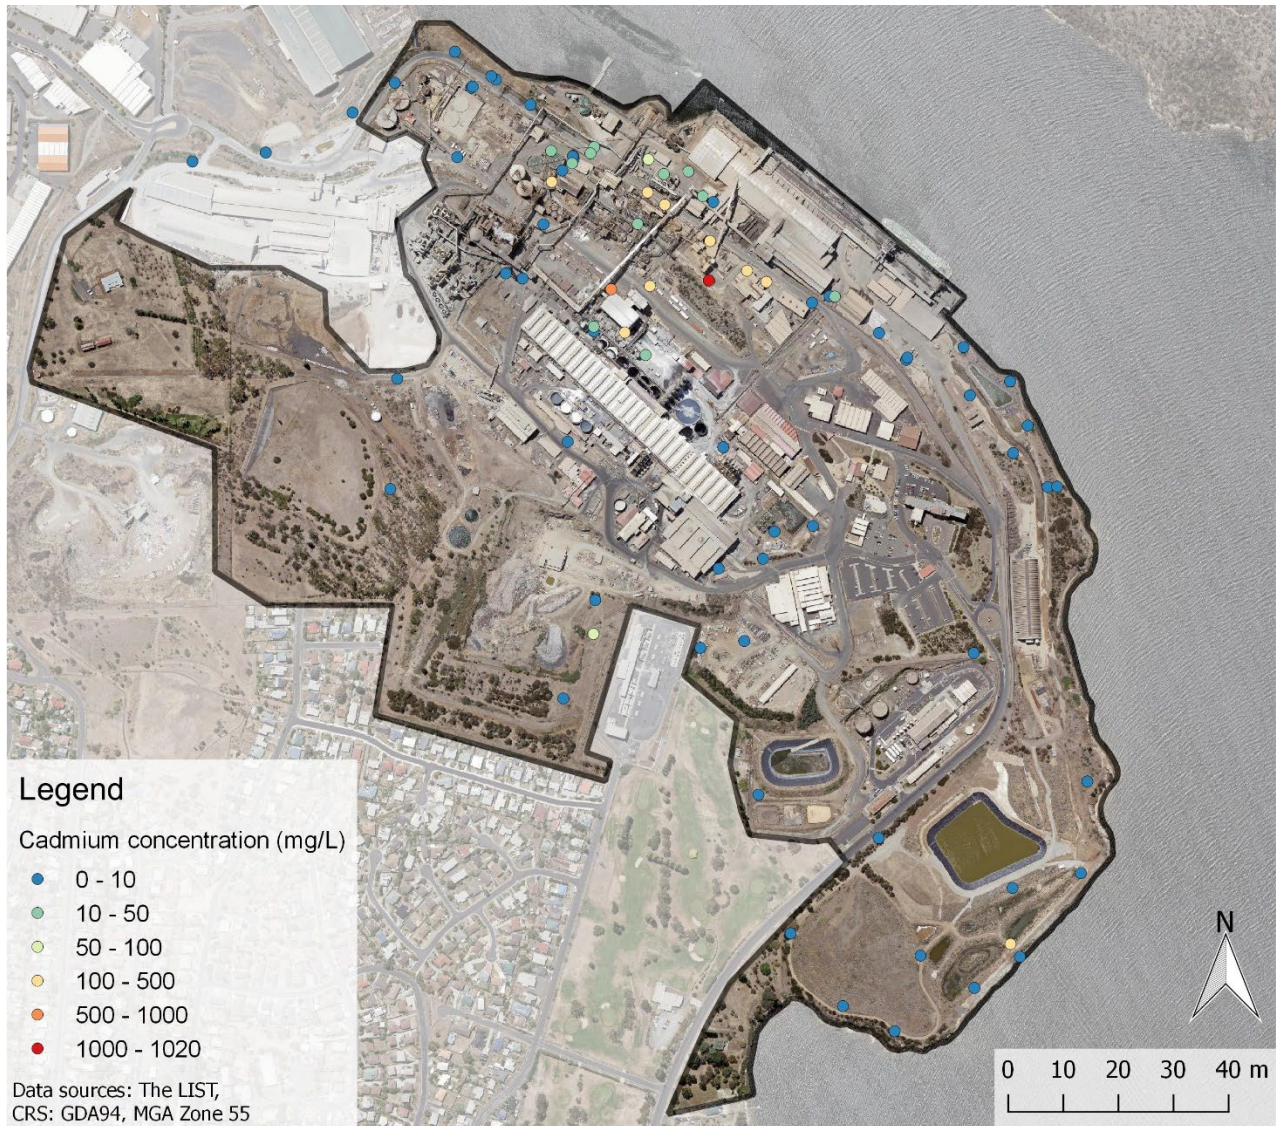 Legend
Cadmium concentration (mg/L)
0 - 10
10 - 50
50 - 100
100 - 500
500 - 1000
1000 - 1020
Data sources: The LIST,
CRS: GDA94, MGA Zone 55
N
0 10 20 30 40 m